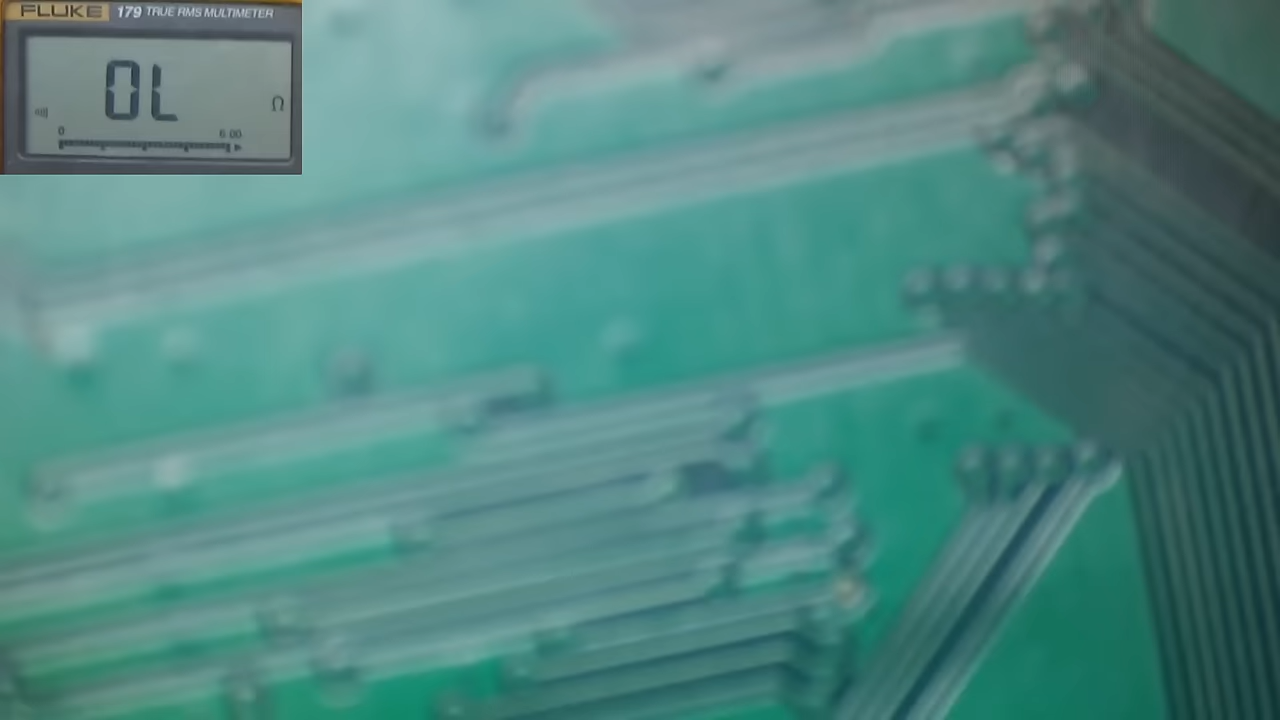 FLUKE 179 TRUE RMS MULTIMETER
OL
Ω
0 6.00